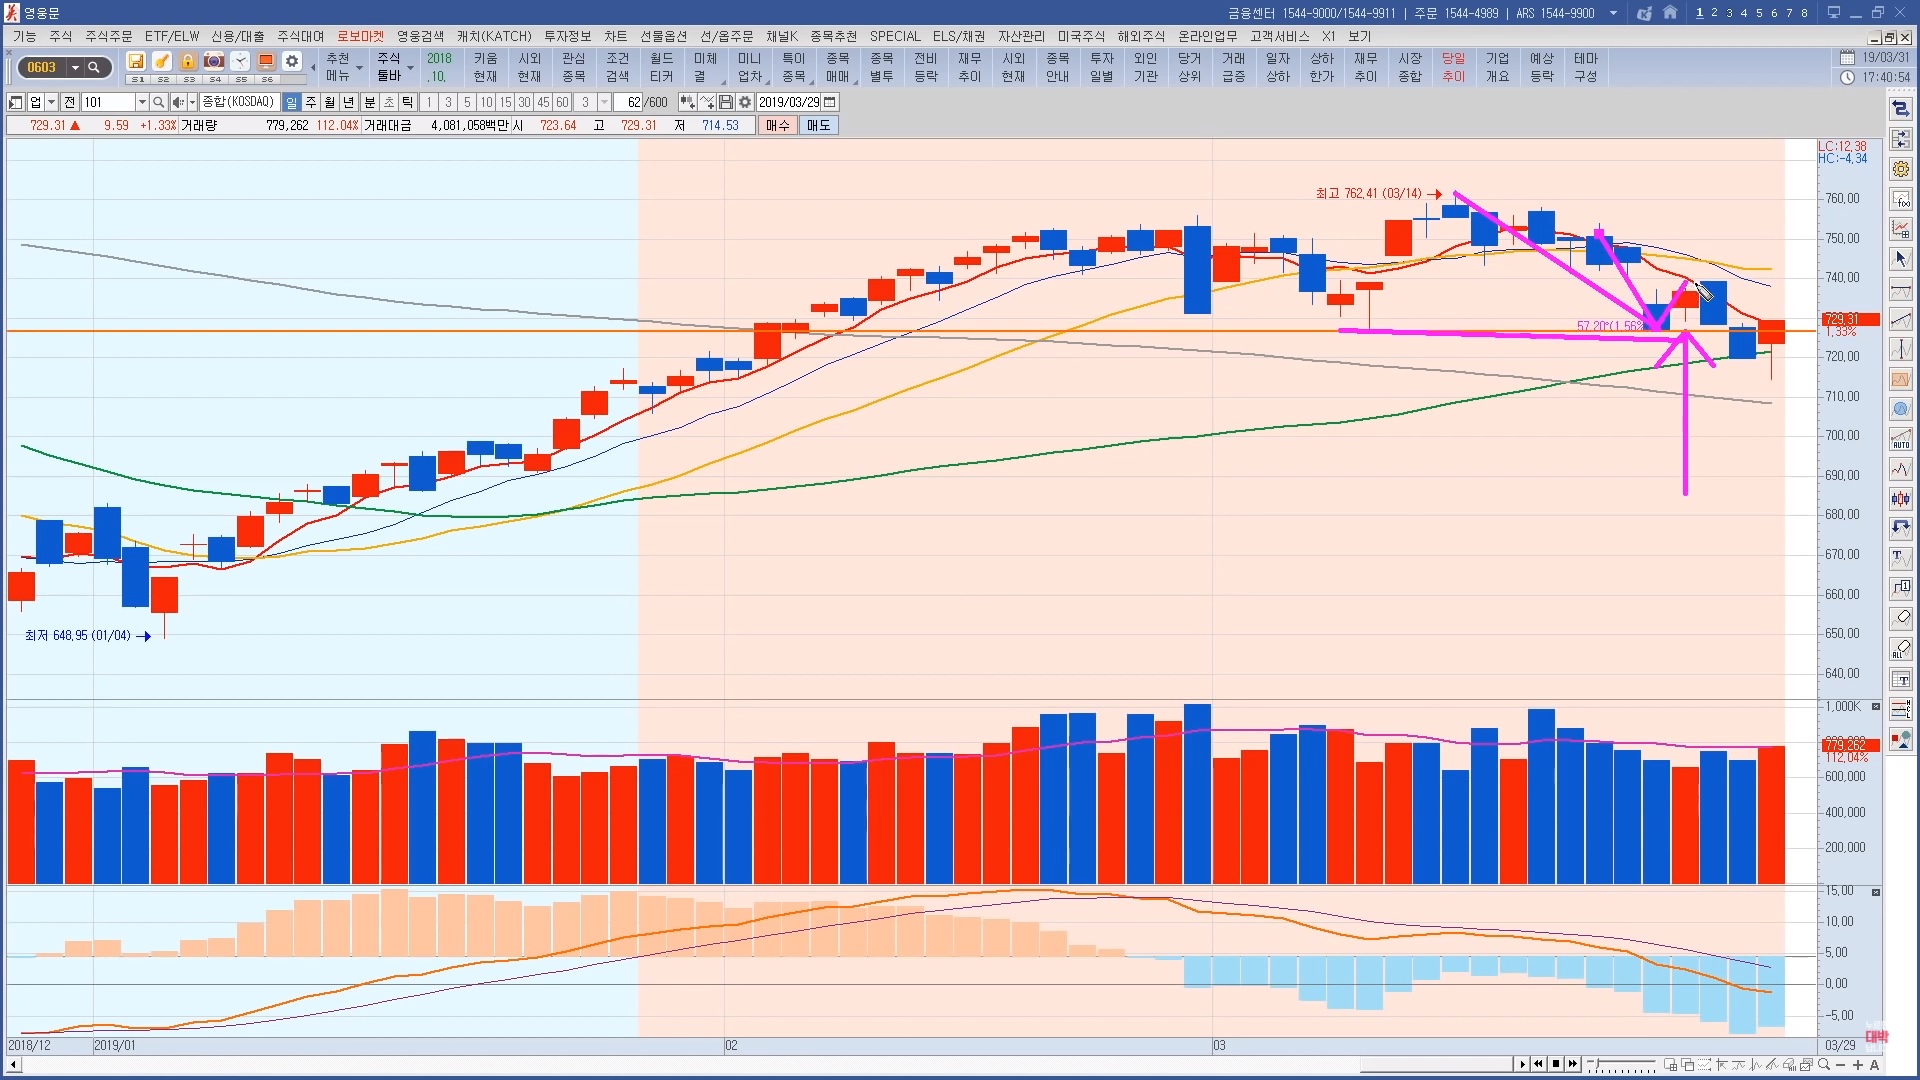 영웅문 금융센터 1544-9000/1544-9911 | 주문 1544-4989 | ARS 1544-9900 1 2 3 4 5 6 7 8
기능 주식 주식주문 ETF/ELW 신용/대출 주식대여 로보마켓 영웅검색 캐치(KATCH) 투자정보 차트 선물옵션 선/옵주문 채널K 종목추천 SPECIAL ELS/채권 자산관리 미국주식 해외주식 온라인업무 고객서비스 X1 보기
0603 추천 주식 2018 키움 시외 관심 조건 월드 미체 미니 특이 종목 종목 전비 재무 시외 종목 투자 외인 당거 거래 일자 상하 재무 시장 당일 기업 예상 테마 19/03/31
S1 S2 S3 S4 S5 S6 메뉴 툴바 .10. 현재 현재 종목 검색 티커 결 업차 종목 매매 별투 등락 추이 현재 안내 일별 기관 상위 급증 상하 한가 추이 종합 추이 개요 등락 구성 17:40:54
업 전 101 종합(KOSDAQ) 일 주 월 년 분 초 틱 1 3 5 10 15 30 45 60 3 62 /600 2019/03/29
729.31 ▲ 9.59 +1.33% 거래량 779,262 112.04% 거래대금 4,081,058백만 시 723.64 고 729.31 저 714.53 매수 매도
LC:12.38
HC:-4.34
최고 762.41 (03/14) →
760.00
750.00
740.00
57.20°(1.56%
729.31
1.33%
720.00
710.00
700.00
690.00
680.00
670.00
660.00
650.00
최저 648.95 (01/04) →
640.00
1,000K
779,262
112.04%
600,000
400,000
200,000
15.00
10.00
5.00
0.00
-5.00
대박
2018/12 2019/01 02 03 03/29
AUTO
ALL
A